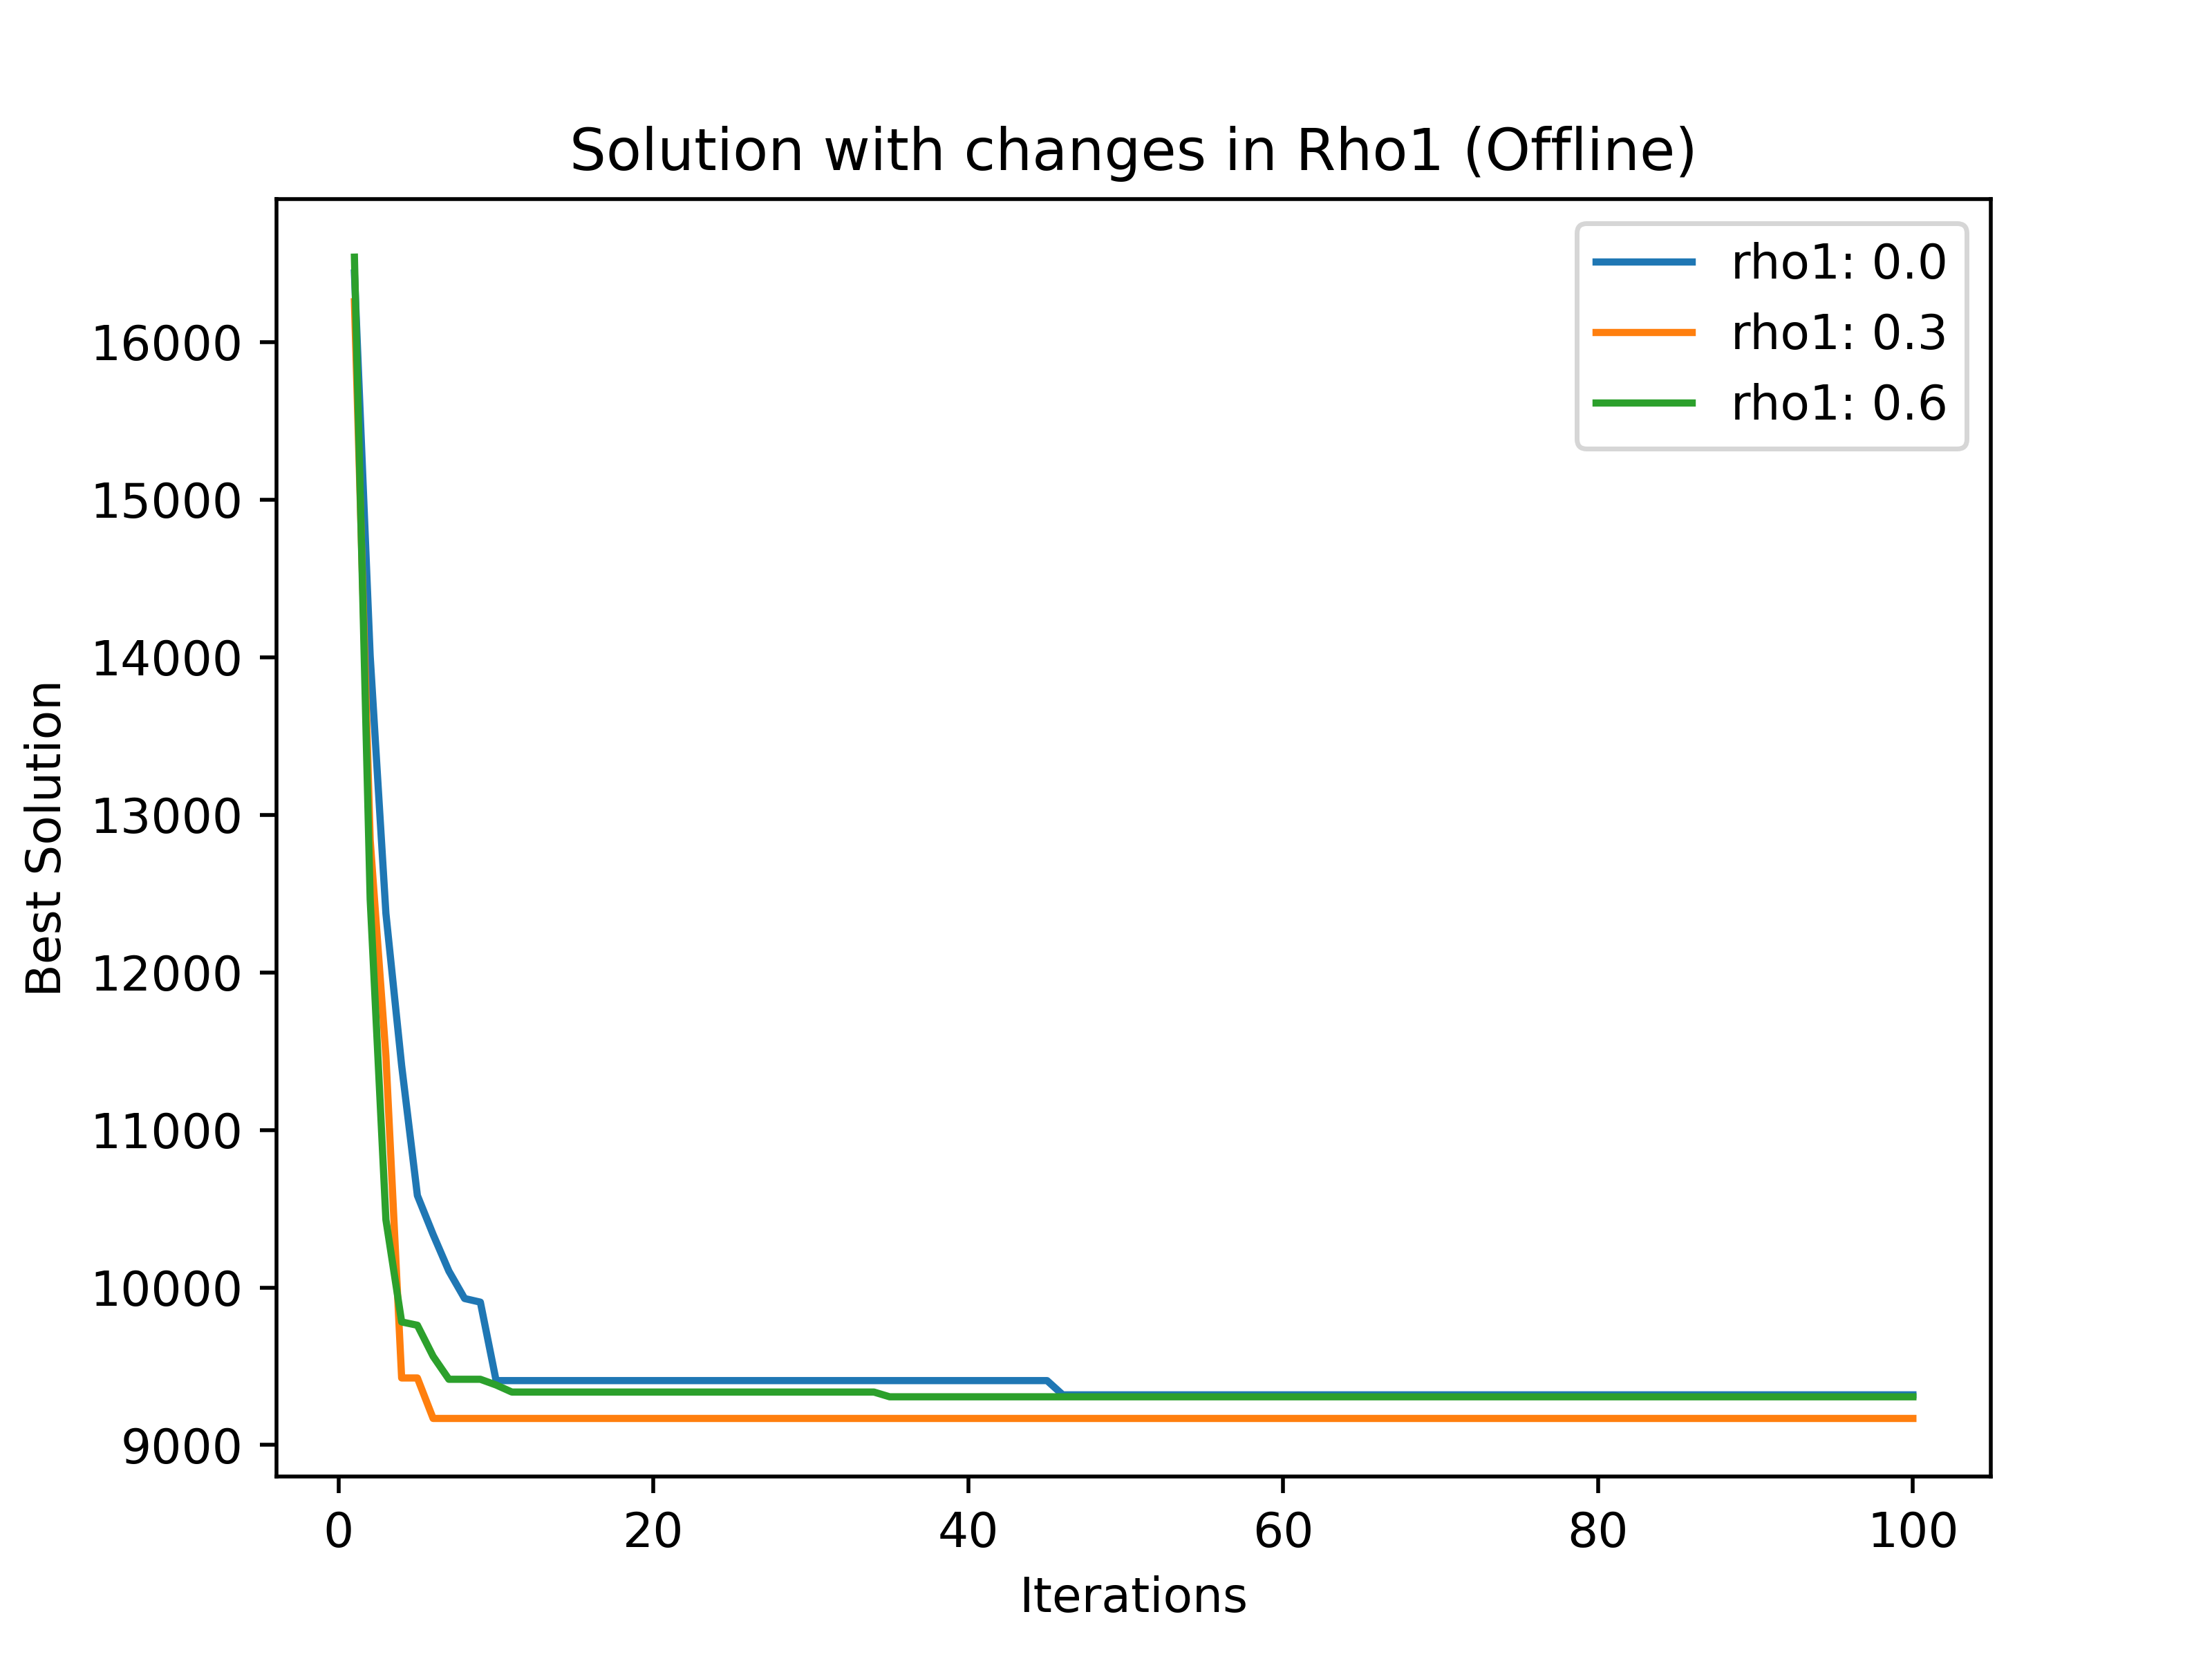 Solution with changes in Rho1 (Offline)
rho1: 0.0
rho1: 0.3
rho1: 0.6
16000
15000
14000
13000
12000
11000
10000
9000
Best Solution
0 20 40 60 80 100
Iterations